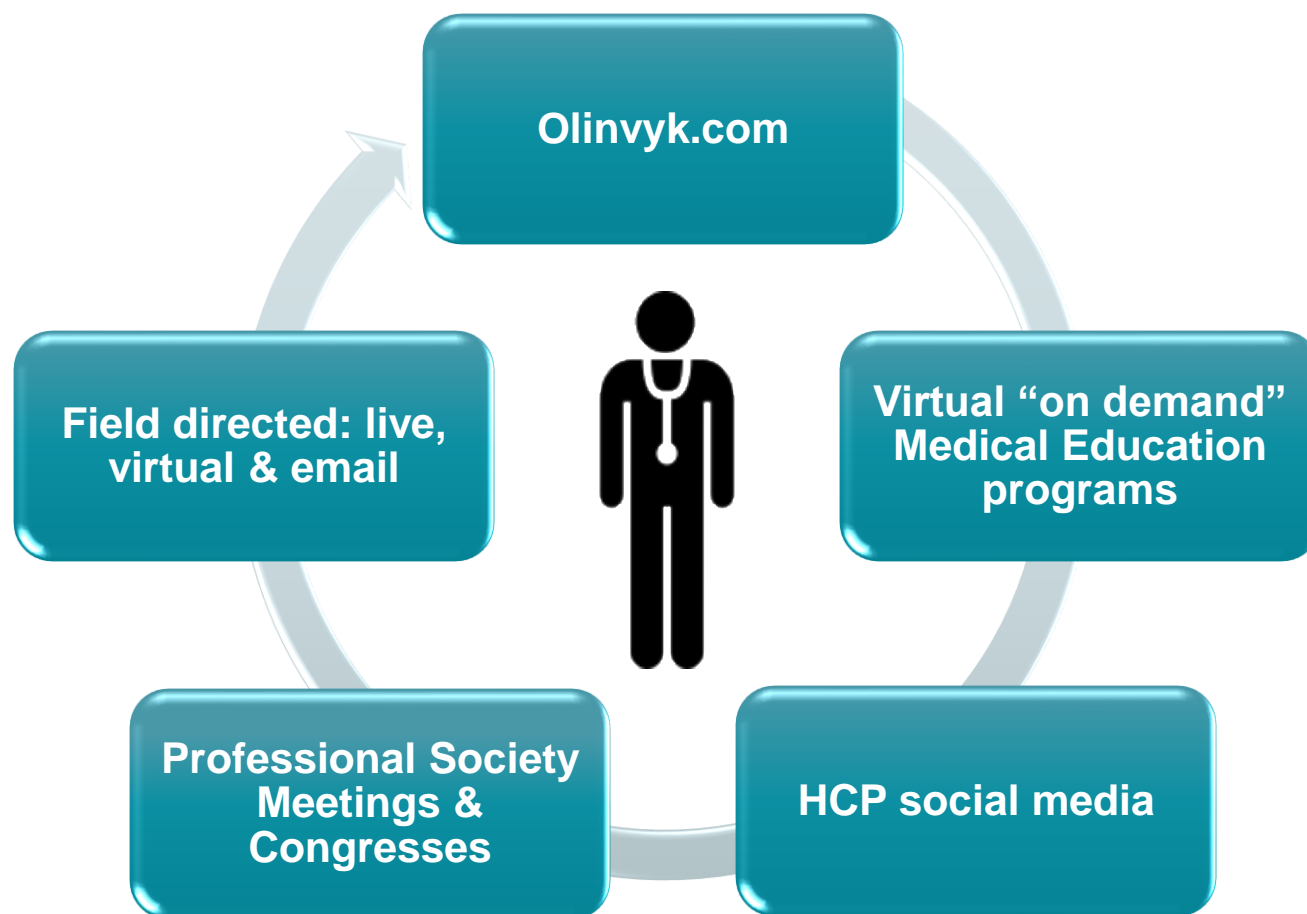 Olinvyk.com
Virtual “on demand”
Medical Education
programs
HCP social media
Professional Society
Meetings &
Congresses
Field directed: live,
virtual & email